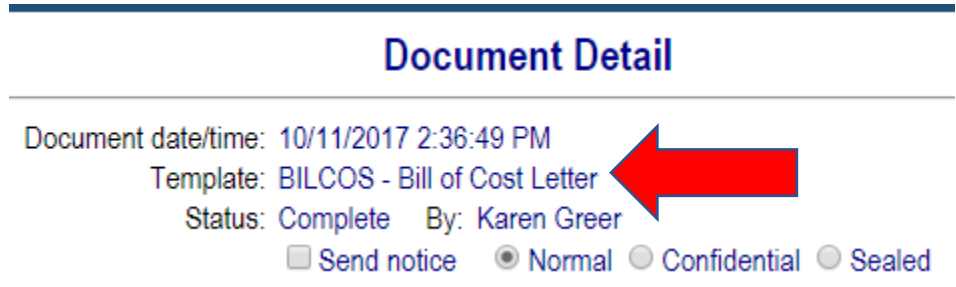 Document Detail
Document date/time: 10/11/2017 2:36:49 PM
Template: BILCOS - Bill of Cost Letter
Status: Complete By: Karen Greer
Send notice Normal Confidential Sealed